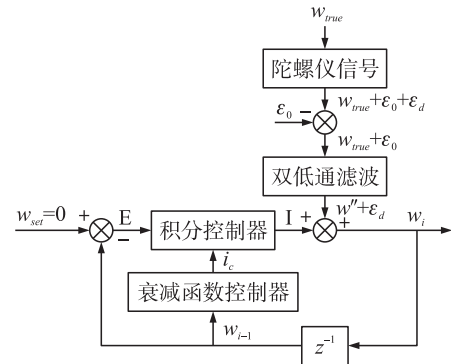 w_true
陀螺仪信号
w_true+ε_0+ε_d
ε_0 −
w_true+ε_0
双低通滤波
w″+ε_d
w_set=0 + E − 积分控制器 I + + w_i
i_c
衰减函数控制器
w_{i−1}
z^{−1}